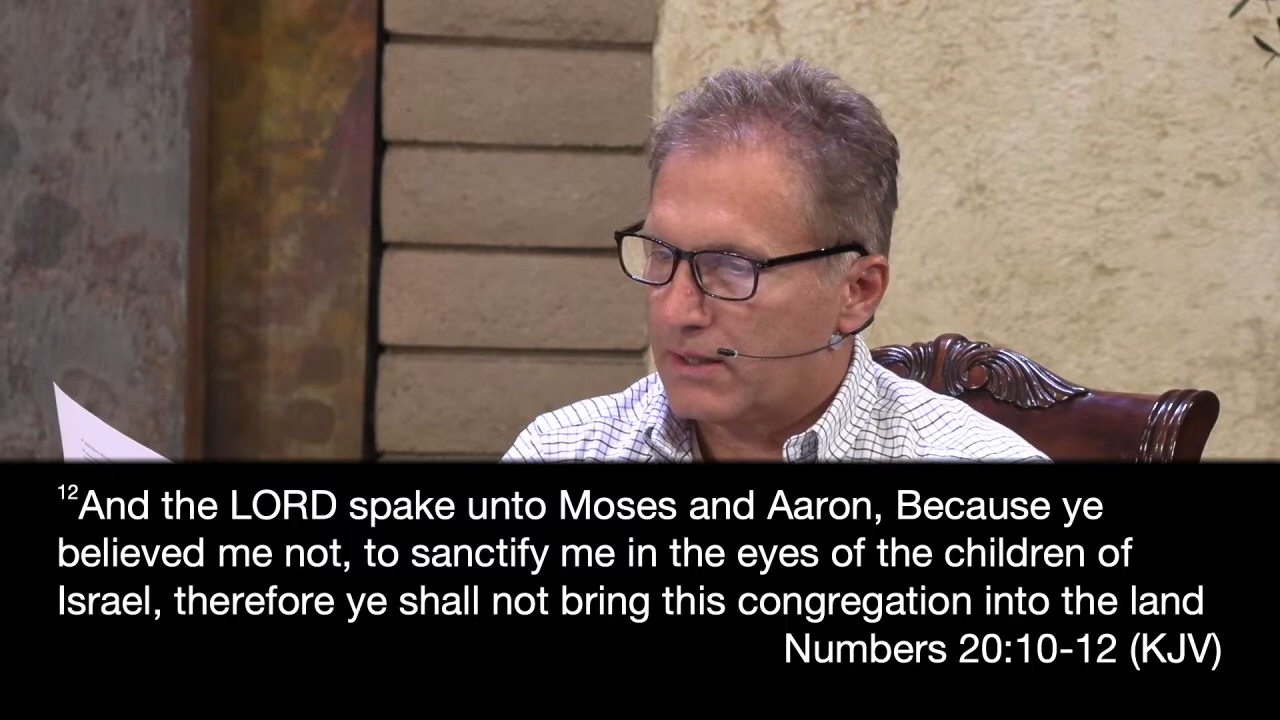 12And the LORD spake unto Moses and Aaron, Because ye
believed me not, to sanctify me in the eyes of the children of
Israel, therefore ye shall not bring this congregation into the land
Numbers 20:10-12 (KJV)